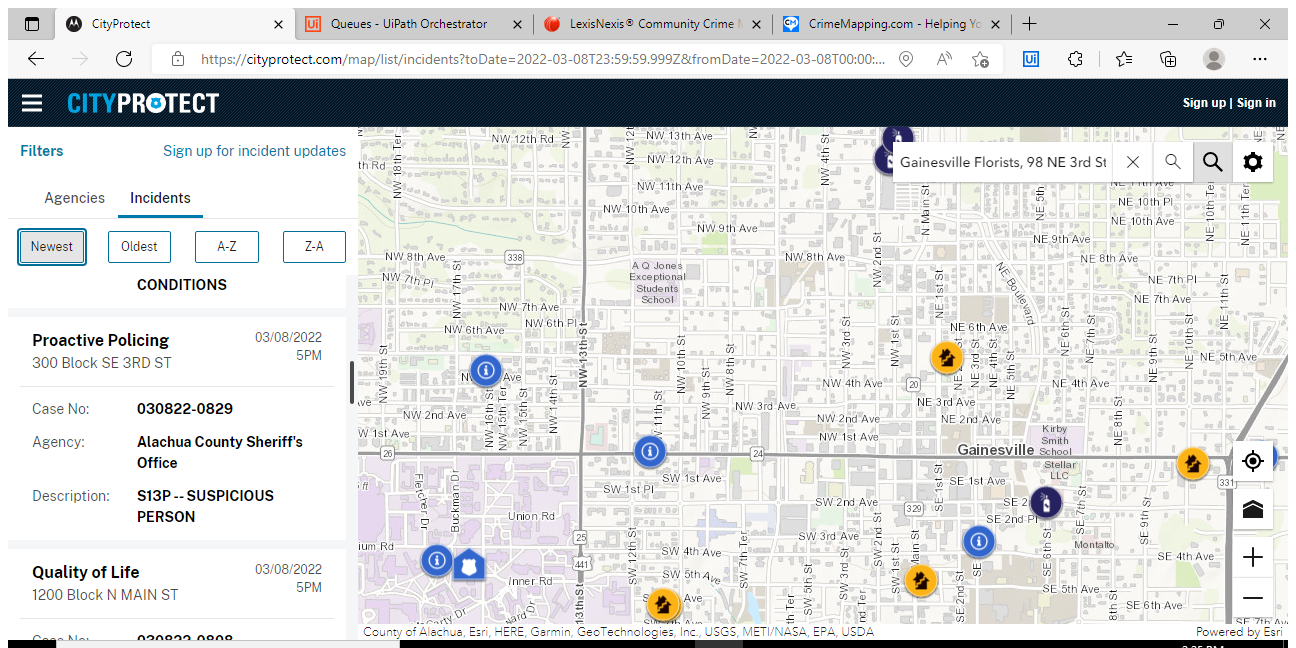 CityProtect
Queues - UiPath Orchestrator
LexisNexis® Community Crime M
CrimeMapping.com - Helping Yo
https://cityprotect.com/map/list/incidents?toDate=2022-03-08T23:59:59.999Z&fromDate=2022-03-08T00:00:...
CITYPROTECT
Sign up | Sign in
Filters
Sign up for incident updates
Agencies
Incidents
Newest
Oldest
A-Z
Z-A
CONDITIONS
Proactive Policing
03/08/2022
300 Block SE 3RD ST
5PM
Case No:
030822-0829
Agency:
Alachua County Sheriff's
Office
Description:
S13P -- SUSPICIOUS
PERSON
Quality of Life
03/08/2022
1200 Block N MAIN ST
5PM
Case No:
030822-0808
Gainesville Florists, 98 NE 3rd St
NW 12th Rd
NW 13th Ave
NW 12th Ave
NW 11th Ave
NW 10th Ave
NW 9th Ave
NW 8th Ave
338
NW 8th Ave
NW 7th Pl
NW 7th Ave
NW 6th Ave
NW 6th Pl
A Q Jones
Exceptional
Students
School
NE 11th Ave
NE 10th Pl
NE 10th Ave
NE 9th Ave
NE 8th Ave
NE 7th Pl
NE 7th Ave
NE 6th Ave
NE 5th Ave
NE 4th Ave
NE 3rd Ave
NE 2nd Ave
NE Boulevard
NW 4th Ave
NW 3rd Ave
NW 2nd Ave
NW 1st Ave
NW 2nd Ave
W 1st Ave
NW 18th Ter
NW 17th St
NW 19th St
NW 16th St
NW 15th Ter
NW 15th St
NW 14th St
NW 13th St
NW 11th St
NW 10th St
NW 9th St
NW 8th St
NW 4th St
NW 3rd St
NW 2nd St
NW 1st St
N Main St
NE 1st St
NE 3rd St
NE 4th St
NE 5th St
NE 6th St
NE 7th St
NE 8th St
NE 9th St
NE 10th Ter
NE 11th Ter
NE 11th St
20
26
24
Gainesville
Kirby
Smith
School
Stellar
LLC
331
329
25
441
SW 1st Pl
SW 1st Ave
SW 2nd Ave
SW 3rd Ave
SW 4th Ave
SW 5th Ave
SE 1st Ave
SE 2nd Pl
SE 4th Ave
SE 5th Ave
SE 6th Ave
SE 7th Av
Montalto
Fletcher Dr
Buckman Dr
Union Rd
ium Rd
Inner Rd
SW 12th St
SW 7th Ter
SW 3rd St
SW 2nd St
SW 1st St
SE 1st St
SE 2nd St
SE 6th St
SE 7th St
SE 9th St
13th St
County of Alachua, Esri, HERE, Garmin, GeoTechnologies, Inc., USGS, METI/NASA, EPA, USDA
Powered by Esri